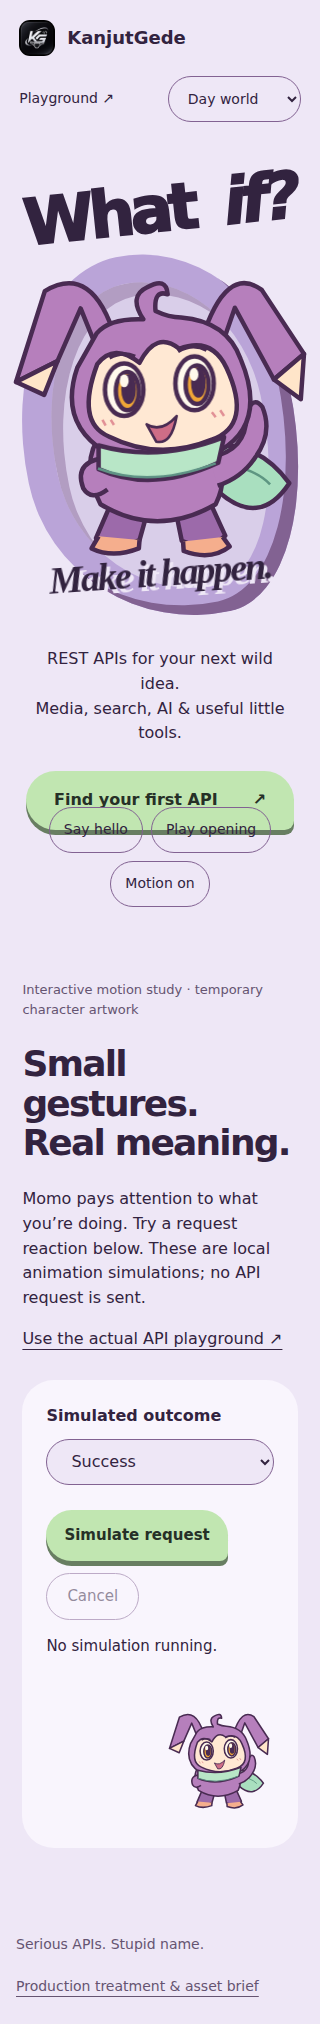 KG
KanjutGede
Playground ↗
Day world
What if?
Make it happen.
REST APIs for your next wild
idea.
Media, search, AI & useful little
tools.
Find your first API ↗
Say hello
Play opening
Motion on
Interactive motion study · temporary
character artwork
Small
gestures.
Real meaning.
Momo pays attention to what
you’re doing. Try a request
reaction below. These are local
animation simulations; no API
request is sent.
Use the actual API playground ↗
Simulated outcome
Success
Simulate request
Cancel
No simulation running.
Serious APIs. Stupid name.
Production treatment & asset brief